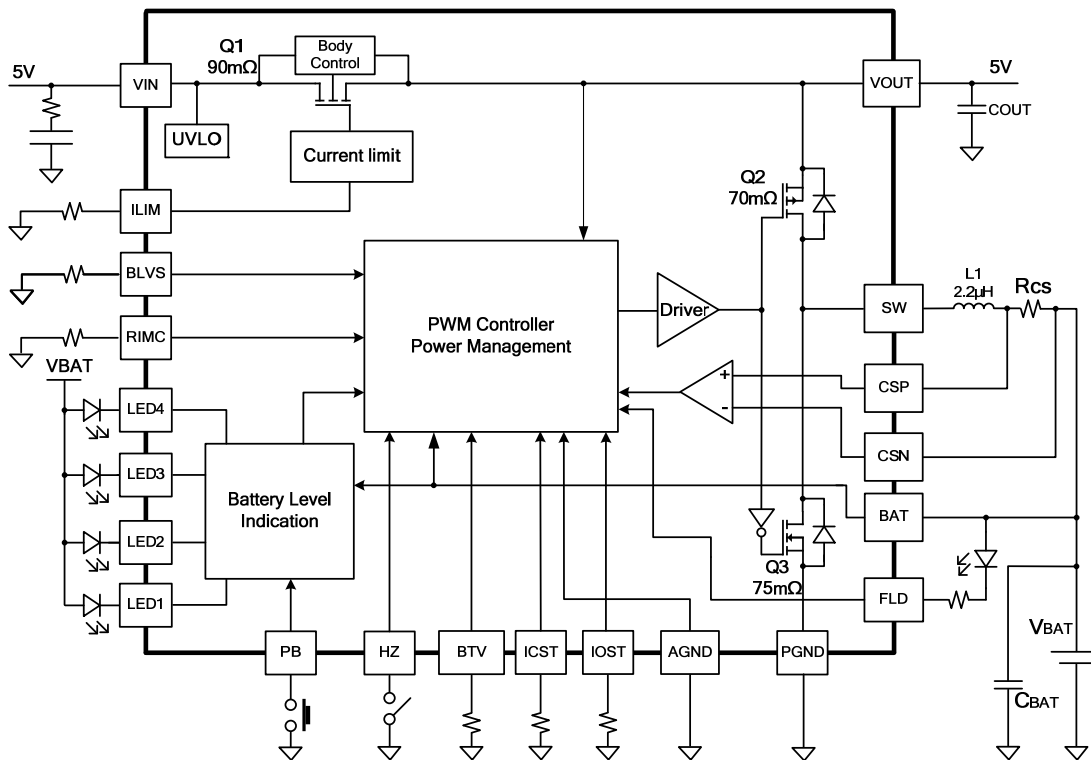 Q1
90mΩ
Body
Control
5V
VIN
VOUT
5V
COUT
UVLO
Current limit
Q2
70mΩ
ILIM
BLVS
RIMC
PWM Controller
Power Management
Driver
SW
L1
2.2µH
Rcs
+
-
CSP
CSN
VBAT
LED4
LED3
LED2
LED1
Battery Level
Indication
BAT
Q3
75mΩ
FLD
PB
HZ
BTV
ICST
IOST
AGND
PGND
VBAT
CBAT